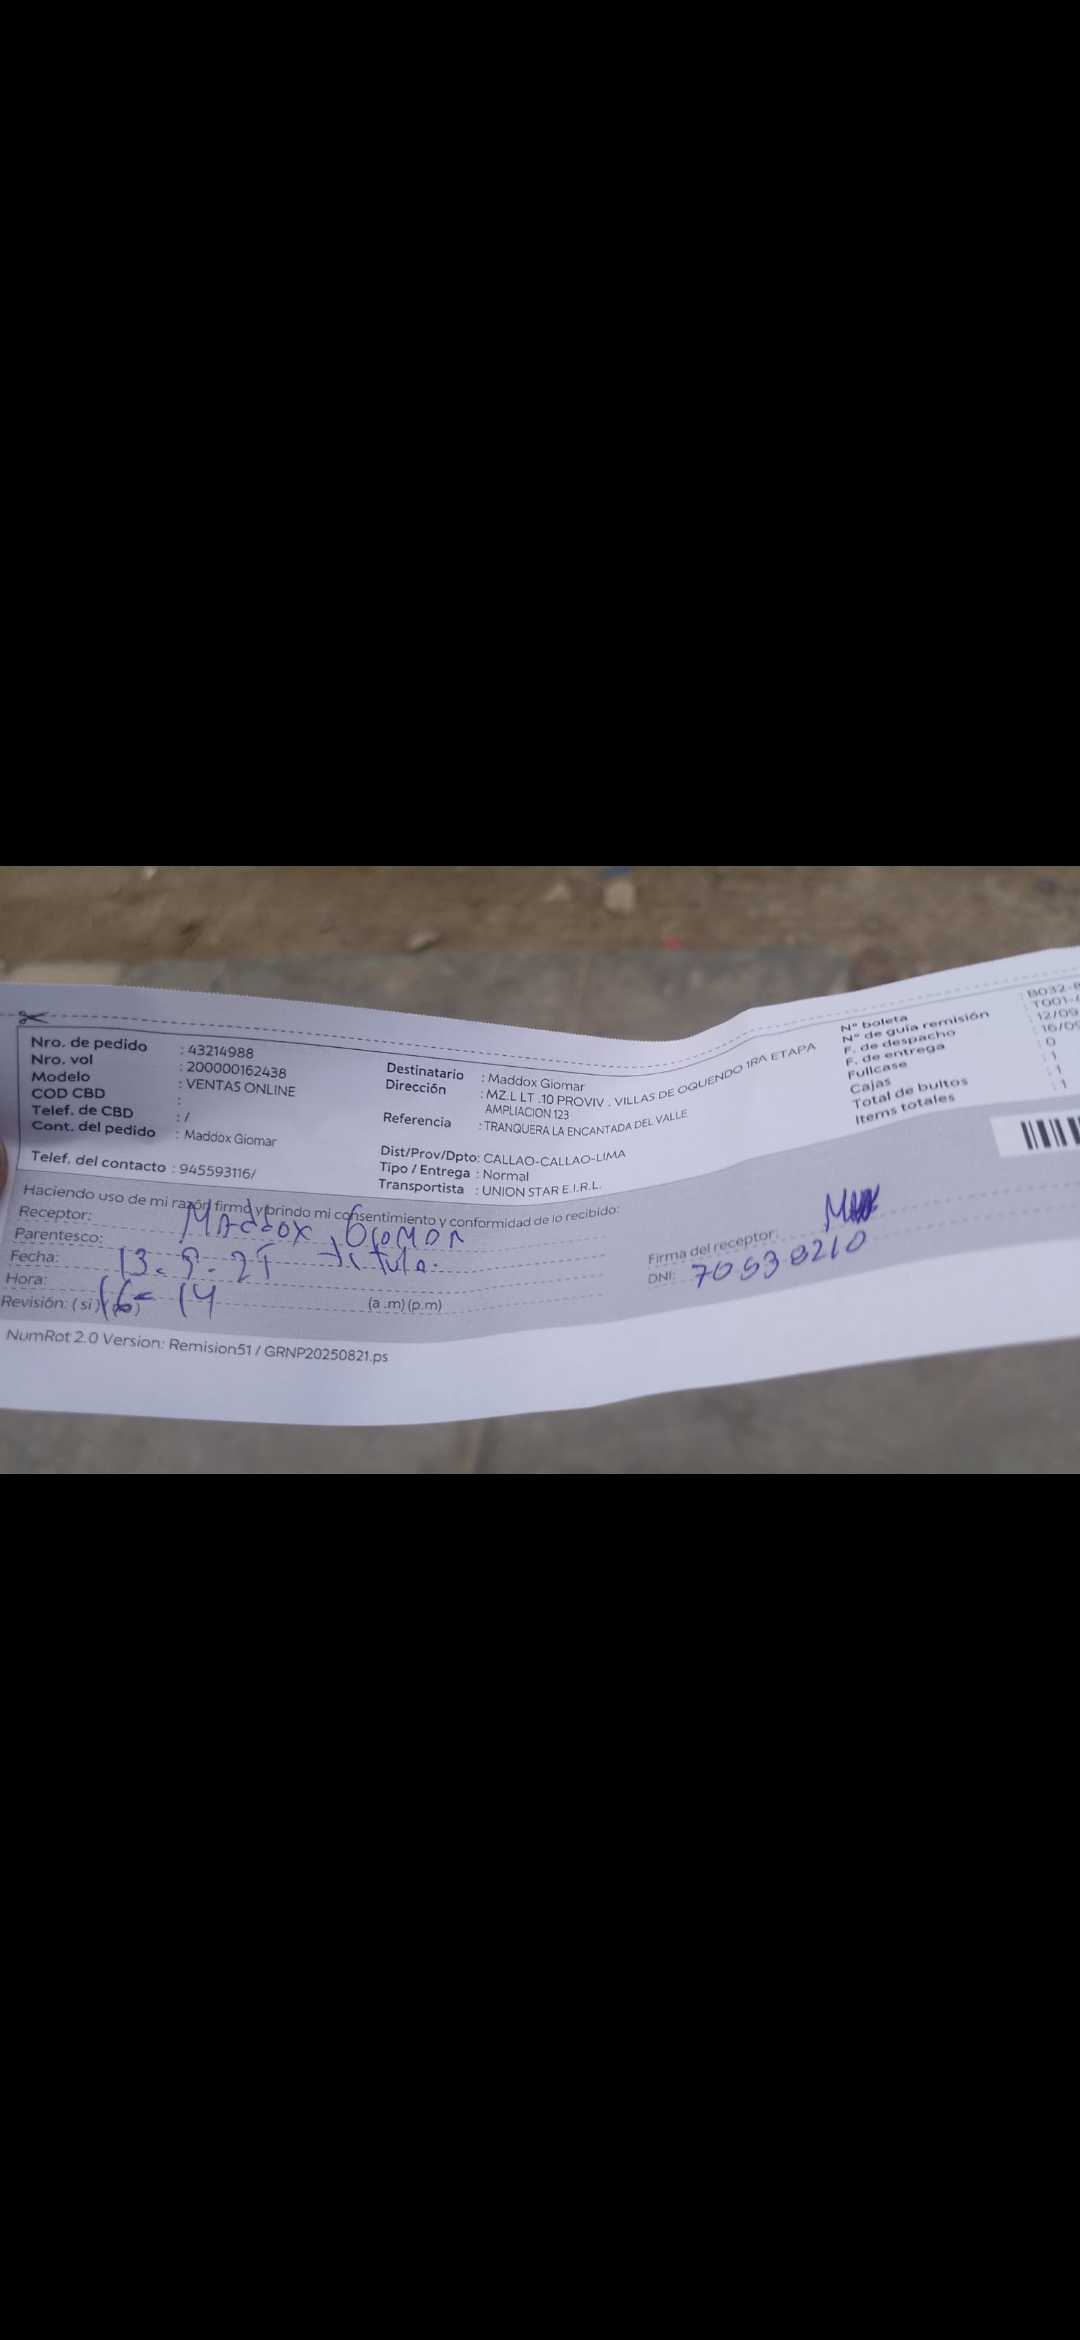 Nro. de pedido : 43214988
Nro. vol : 200000162438
Modelo : VENTAS ONLINE
COD CBD :
Telef. de CBD : /
Cont. del pedido : Maddox Giomar
Telef. del contacto : 945593116/
Destinatario : Maddox Giomar
Dirección : MZ.L LT .10 PROVIV . VILLAS DE OQUENDO 1RA ETAPA
AMPLIACION 123
Referencia : TRANQUERA LA ENCANTADA DEL VALLE
Dist/Prov/Dpto: CALLAO-CALLAO-LIMA
Tipo / Entrega : Normal
Transportista : UNION STAR E.I.R.L.
N° boleta : B032-
N° de guía remisión : T001-
F. de despacho : 12/09
F. de entrega : 16/09
Fullcase : 0
Cajas : 1
Total de bultos : 1
Items totales : 1
Haciendo uso de mi razón firmo y brindo mi consentimiento y conformidad de lo recibido:
Receptor: Maddox Giomar
Parentesco: titular
Fecha: 13.9.25
Hora: 16= 14 (a .m) (p.m)
Revisión: ( si )
Firma del receptor:
DNI:
NumRot 2.0 Version: Remision51 / GRNP20250821.ps